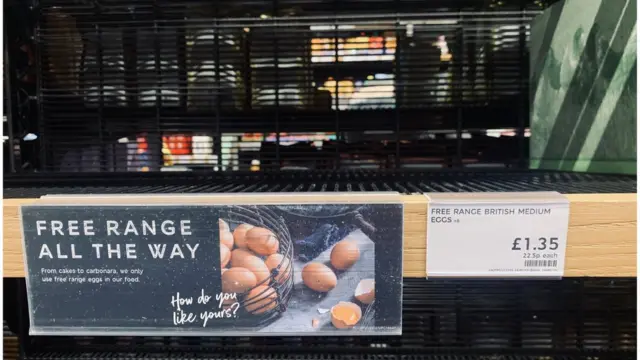 FREE RANGE
ALL THE WAY
From cakes to carbonara, we only
use free range eggs in our food.
How do you
like yours?
FREE RANGE BRITISH MEDIUM
EGGS x6
£1.35
22.5p each